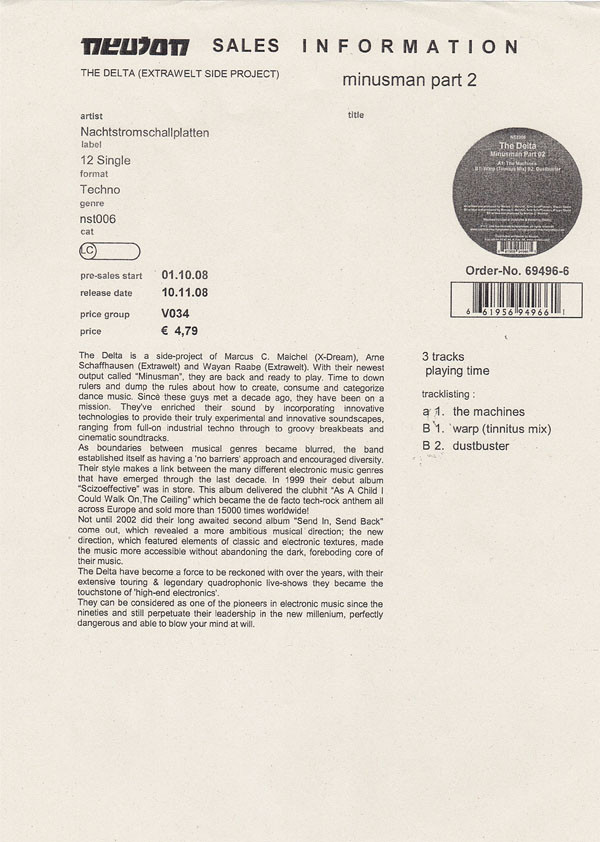 neuton SALES INFORMATION
THE DELTA (EXTRAWELT SIDE PROJECT)
minusman part 2
artist
title
Nachtstromschallplatten
label
12 Single
format
Techno
genre
nst006
cat
LC
pre-sales start 01.10.08
release date 10.11.08
price group V034
price € 4,79
The Delta
Minusman Part 02
A1: The Machines
B1: Warp (Tinnitus Mix) B2: Dustbuster
Order-No. 69496-6
6 61956 94966 1
The Delta is a side-project of Marcus C. Maichel (X-Dream), Arne
Schaffhausen (Extrawelt) and Wayan Raabe (Extrawelt). With their newest
output called "Minusman", they are back and ready to play. Time to down
rulers and dump the rules about how to create, consume and categorize
dance music. Since these guys met a decade ago, they have been on a
mission. They've enriched their sound by incorporating innovative
technologies to provide their truly experimental and innovative soundscapes,
ranging from full-on industrial techno through to groovy breakbeats and
cinematic soundtracks.
As boundaries between musical genres became blurred, the band
established itself as having a 'no barriers' approach and encouraged diversity.
Their style makes a link between the many different electronic music genres
that have emerged through the last decade. In 1999 their debut album
"Scizoeffective" was in store. This album delivered the clubhit "As A Child I
Could Walk On The Ceiling" which became the de facto tech-rock anthem all
across Europe and sold more than 15000 times worldwide!
Not until 2002 did their long awaited second album "Send In, Send Back"
come out, which revealed a more ambitious musical direction; the new
direction, which featured elements of classic and electronic textures, made
the music more accessible without abandoning the dark, foreboding core of
their music.
The Delta have become a force to be reckoned with over the years, with their
extensive touring & legendary quadrophonic live-shows they became the
touchstone of 'high-end electronics'.
They can be considered as one of the pioneers in electronic music since the
nineties and still perpetuate their leadership in the new millenium, perfectly
dangerous and able to blow your mind at will.
3 tracks
playing time
tracklisting :
a 1. the machines
B 1. warp (tinnitus mix)
B 2. dustbuster